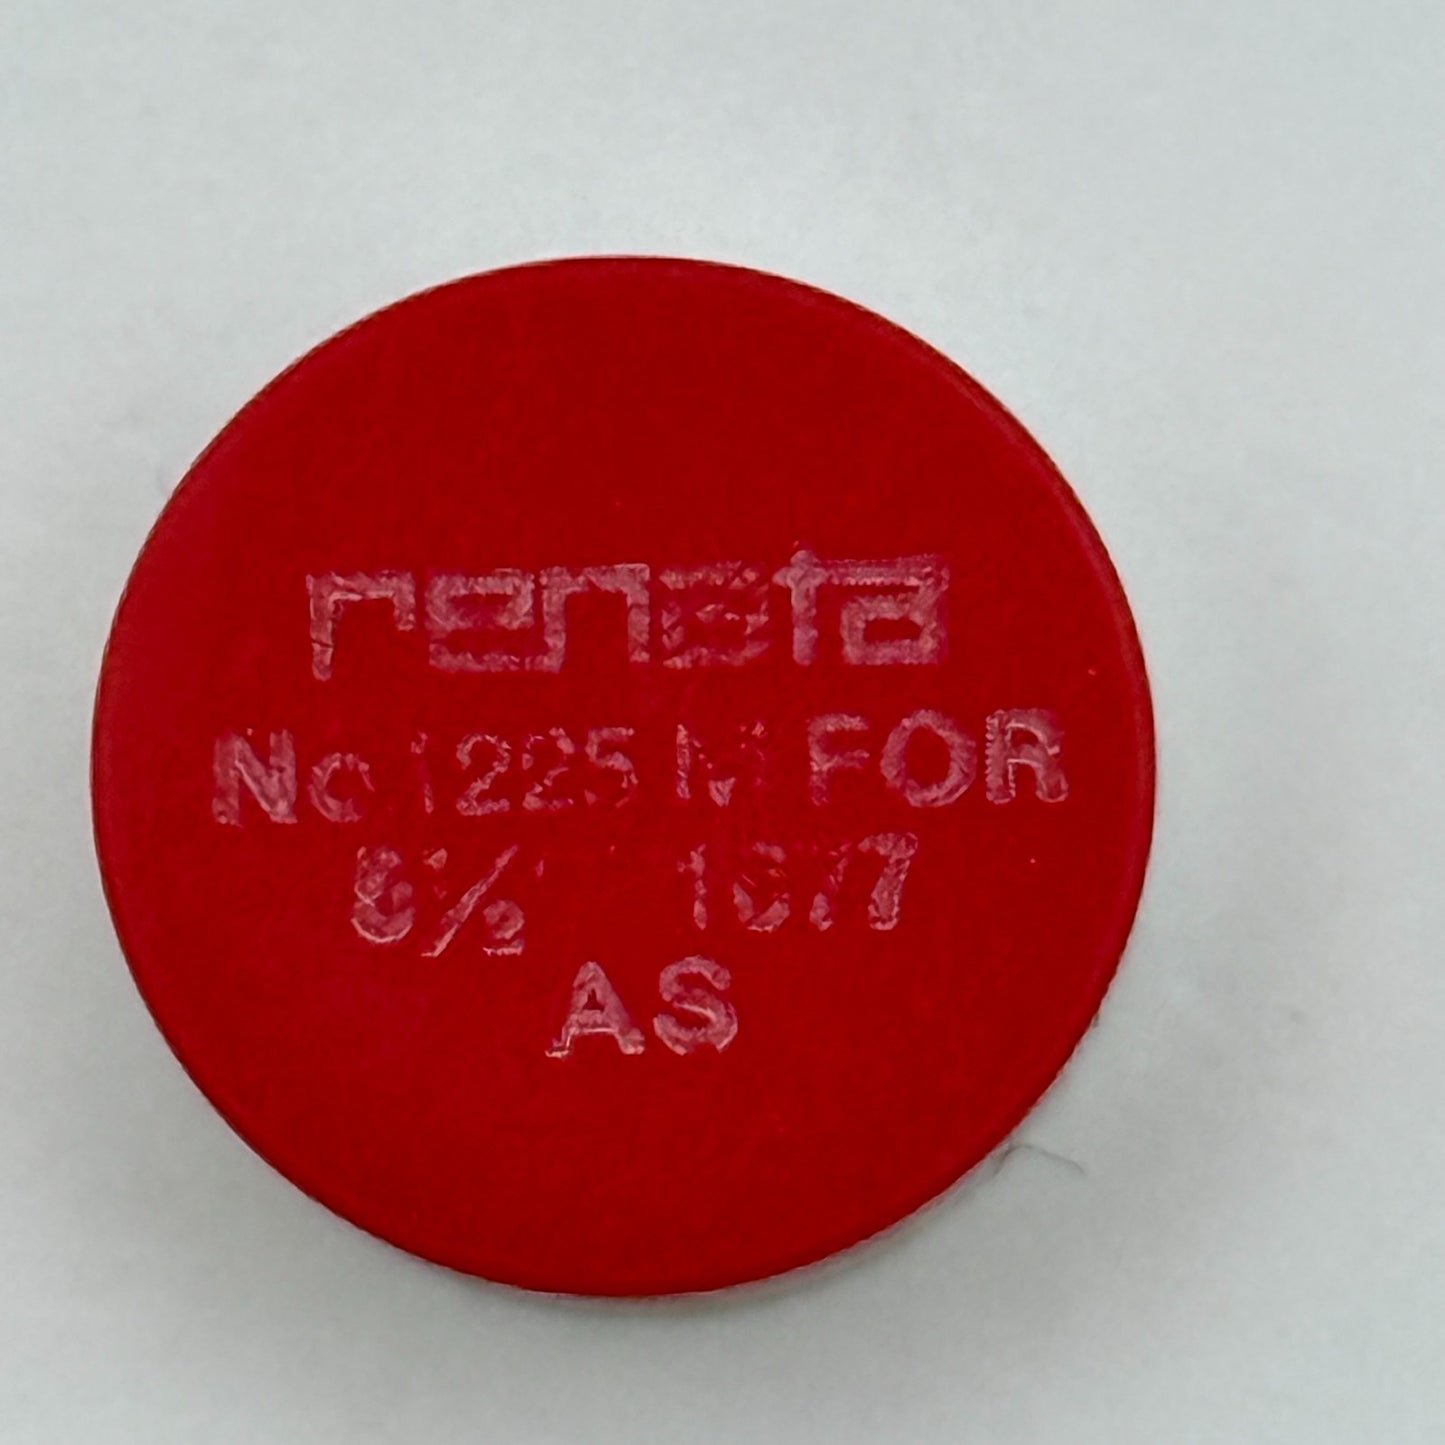 renata
No 1225 M FOR
8½ 1677
AS